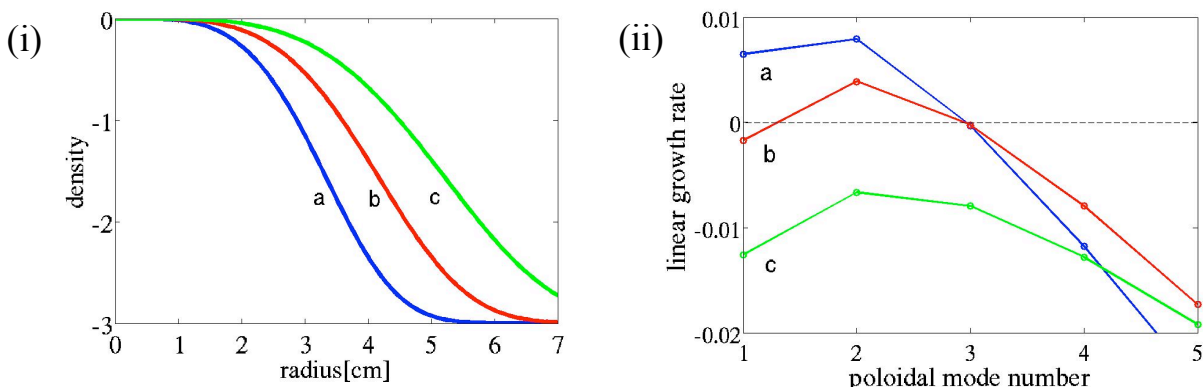 (i)
density
0
-1
-2
-3
a
b
c
0 1 2 3 4 5 6 7
radius[cm]
(ii)
linear growth rate
0.01
0
-0.01
-0.02
a
b
c
1 2 3 4 5
poloidal mode number